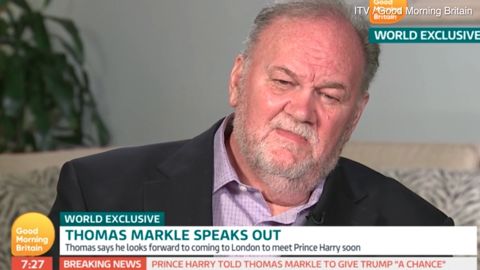 ITV / Good Morning Britain
Good
Morning
Britain
WORLD EXCLUSIVE
WORLD EXCLUSIVE
THOMAS MARKLE SPEAKS OUT
Thomas says he looks forward to coming to London to meet Prince Harry soon
Good
Morning
Britain
7:27
BREAKING NEWS
PRINCE HARRY TOLD THOMAS MARKLE TO GIVE TRUMP "A CHANCE"